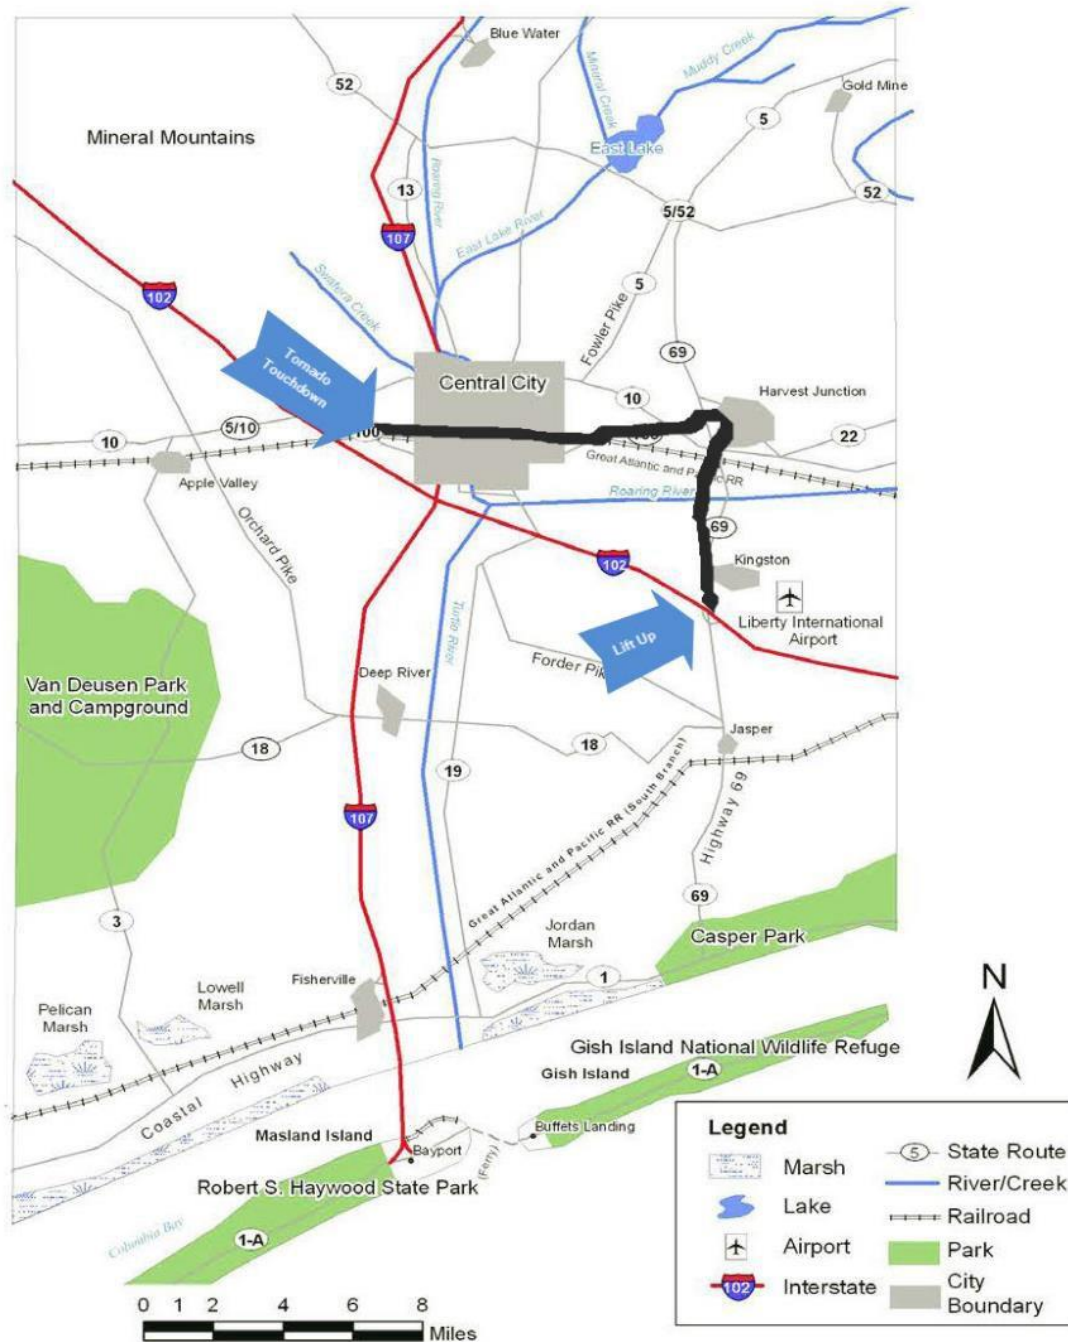 Blue Water
Mineral Creek
Muddy Creek
52
Gold Mine
5
Mineral Mountains
East Lake
13
Roaring River
52
5/52
107
East Lake River
Swatera Creek
102
5
Fowler Pike
Tornado
Touchdown
69
Central City
Harvest Junction
10
5/10
10
100
22
Great Atlantic and Pacific RR
Apple Valley
Roaring River
Orchard Pike
69
102
Kingston
Turtle River
Liberty International
Airport
Lift Up
Forder Pik
Deep River
Van Deusen Park
and Campground
Jasper
18
18
19
Highway 69
107
Great Atlantic and Pacific RR (South Branch)
69
3
Casper Park
Jordan
Marsh
Fisherville
1
Lowell
Marsh
Pelican
Marsh
N
Gish Island National Wildlife Refuge
Coastal Highway
Gish Island
1-A
Masland Island
Buffets Landing
Bayport
(Ferry)
Robert S. Haywood State Park
Columbia Bay
1-A
Legend
Marsh
Lake
Airport
102
Interstate
5
State Route
River/Creek
Railroad
Park
City
Boundary
0 1 2 4 6 8
Miles